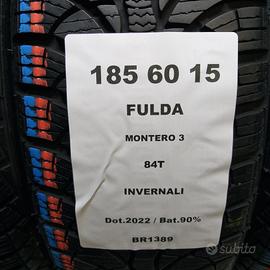 185 60 15
FULDA
MONTERO 3
84T
INVERNALI
Dot.2022 / Bat.90%
BR1389
subito